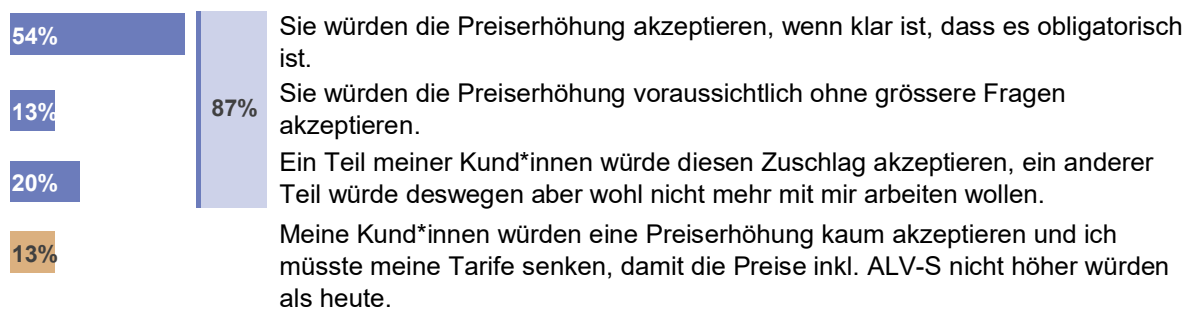 54%
Sie würden die Preiserhöhung akzeptieren, wenn klar ist, dass es obligatorisch
ist.
13%
87%
Sie würden die Preiserhöhung voraussichtlich ohne grössere Fragen
akzeptieren.
20%
Ein Teil meiner Kund*innen würde diesen Zuschlag akzeptieren, ein anderer
Teil würde deswegen aber wohl nicht mehr mit mir arbeiten wollen.
13%
Meine Kund*innen würden eine Preiserhöhung kaum akzeptieren und ich
müsste meine Tarife senken, damit die Preise inkl. ALV-S nicht höher würden
als heute.